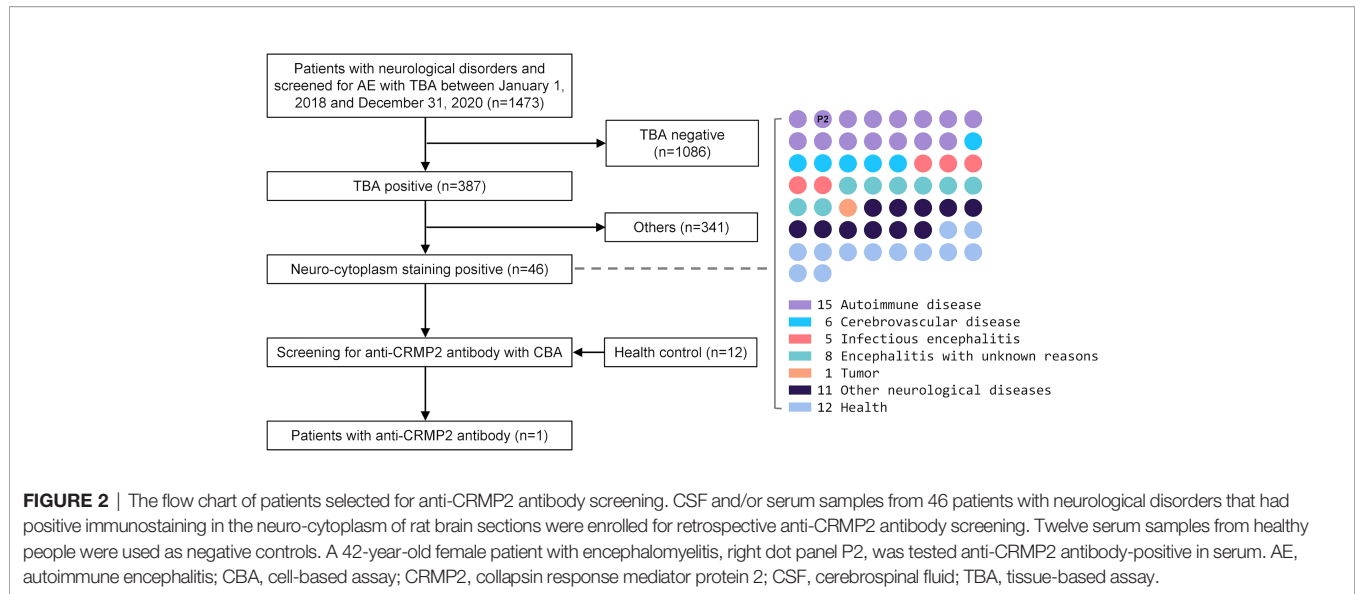 Patients with neurological disorders and
screened for AE with TBA between January 1,
2018 and December 31, 2020 (n=1473)
TBA negative
(n=1086)
TBA positive (n=387)
Others (n=341)
Neuro-cytoplasm staining positive (n=46)
Screening for anti-CRMP2 antibody with CBA
Health control (n=12)
Patients with anti-CRMP2 antibody (n=1)
P2
15 Autoimmune disease
6 Cerebrovascular disease
5 Infectious encephalitis
8 Encephalitis with unknown reasons
1 Tumor
11 Other neurological diseases
12 Health
FIGURE 2 | The flow chart of patients selected for anti-CRMP2 antibody screening. CSF and/or serum samples from 46 patients with neurological disorders that had
positive immunostaining in the neuro-cytoplasm of rat brain sections were enrolled for retrospective anti-CRMP2 antibody screening. Twelve serum samples from healthy
people were used as negative controls. A 42-year-old female patient with encephalomyelitis, right dot panel P2, was tested anti-CRMP2 antibody-positive in serum. AE,
autoimmune encephalitis; CBA, cell-based assay; CRMP2, collapsin response mediator protein 2; CSF, cerebrospinal fluid; TBA, tissue-based assay.